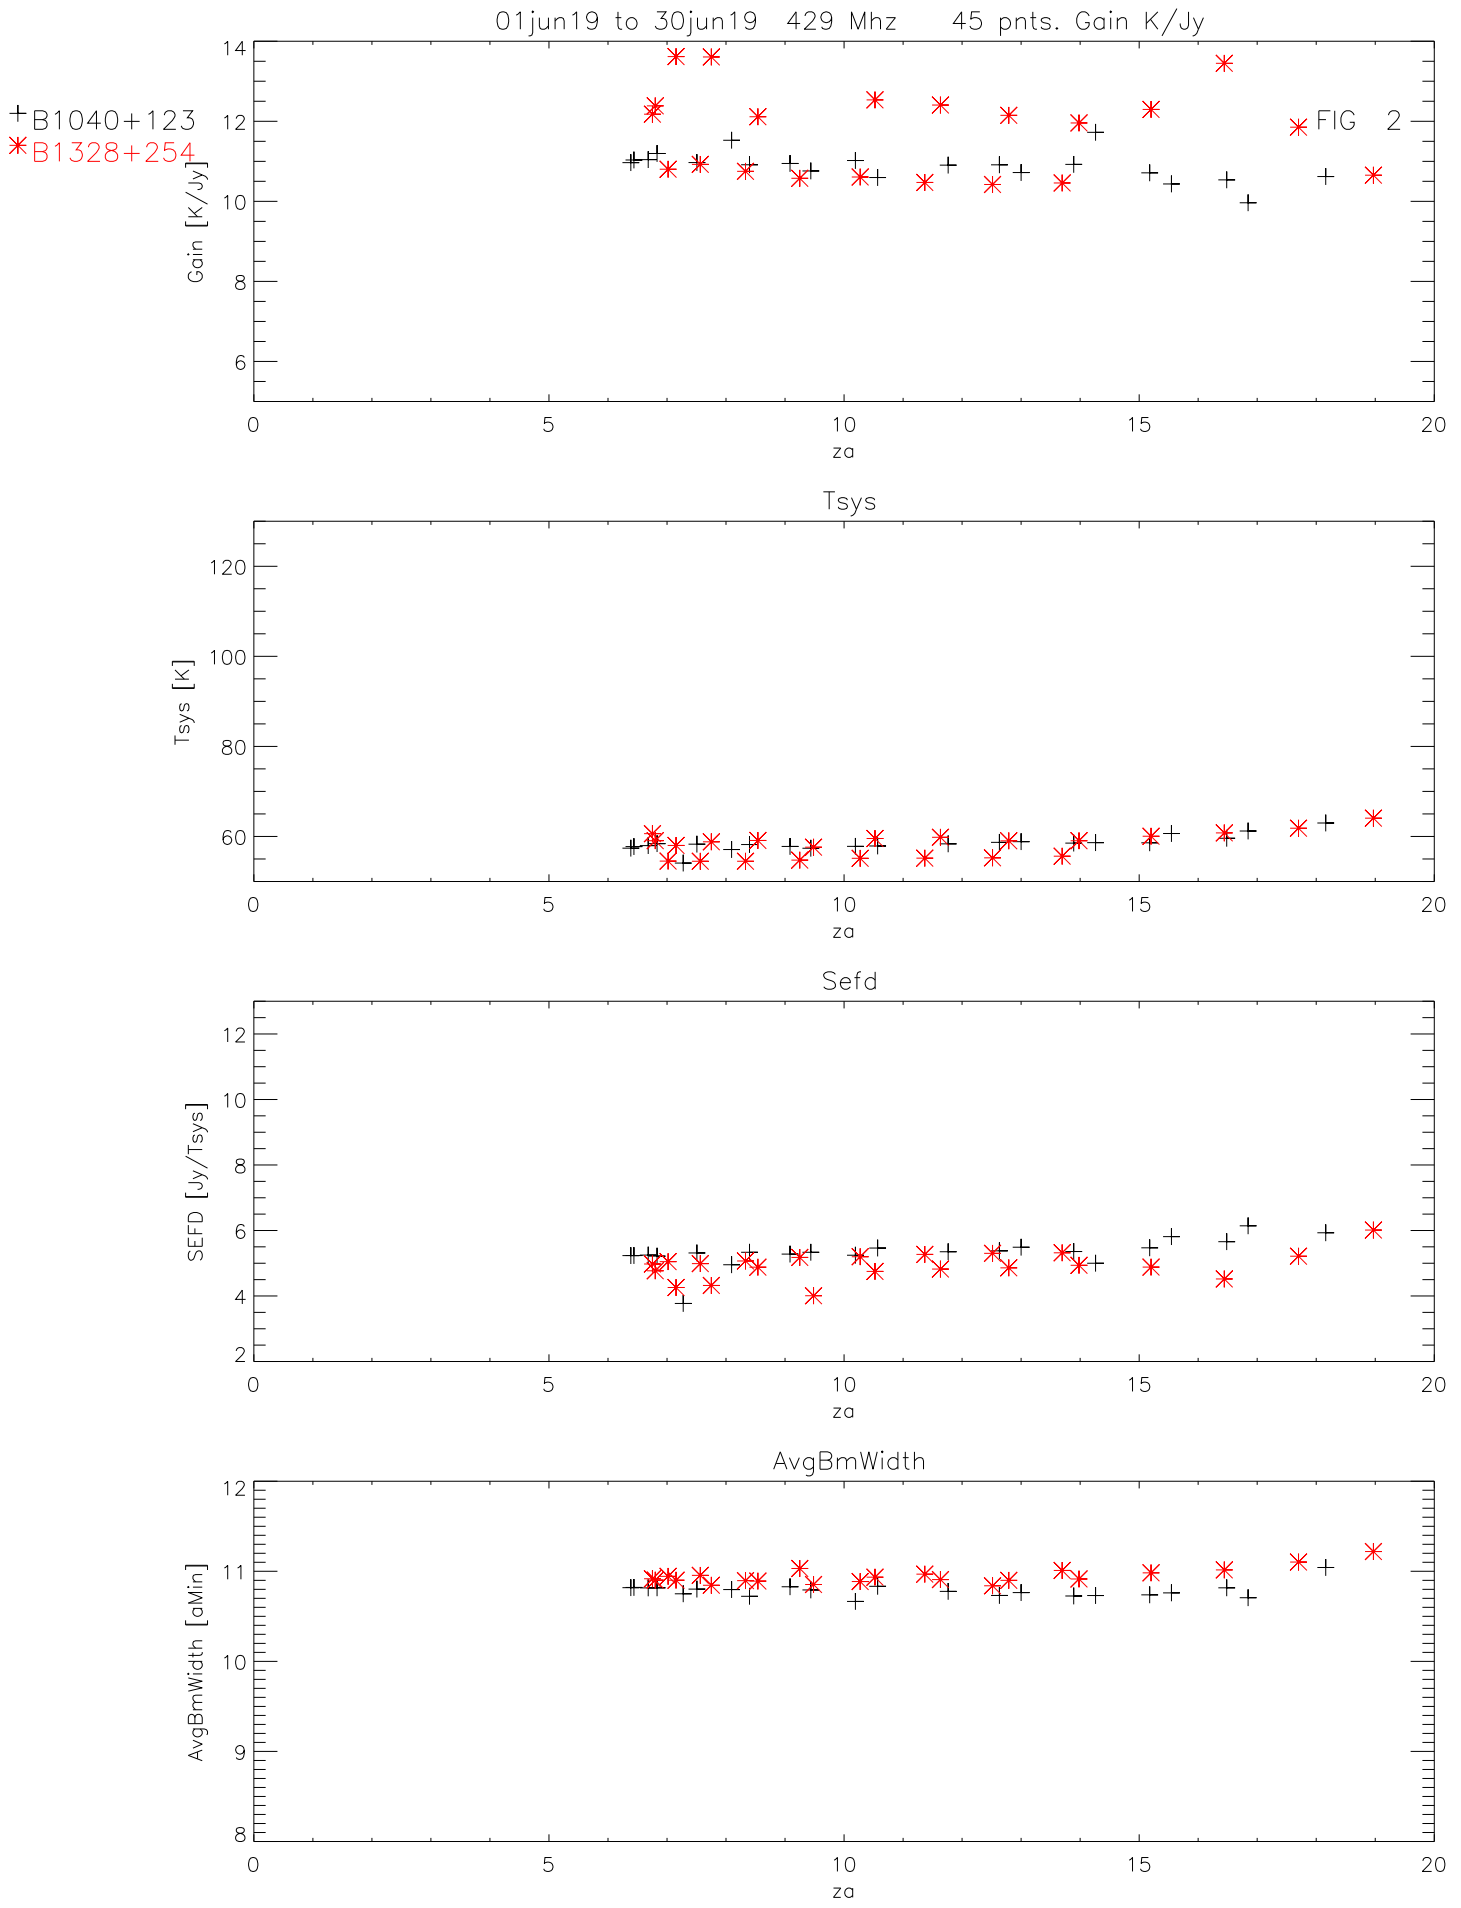 01jun19 to 30jun19 429 Mhz 45 pnts. Gain K/Jy
B1040+123
B1328+254
FIG 2
Gain [K/Jy]
14
12
10
8
6
0 5 10 15 20
za
Tsys
Tsys [K]
120
100
80
60
0 5 10 15 20
za
Sefd
SEFD [Jy/Tsys]
12
10
8
6
4
2
0 5 10 15 20
za
AvgBmWidth
AvgBmWidth [aMin]
12
11
10
9
8
0 5 10 15 20
za